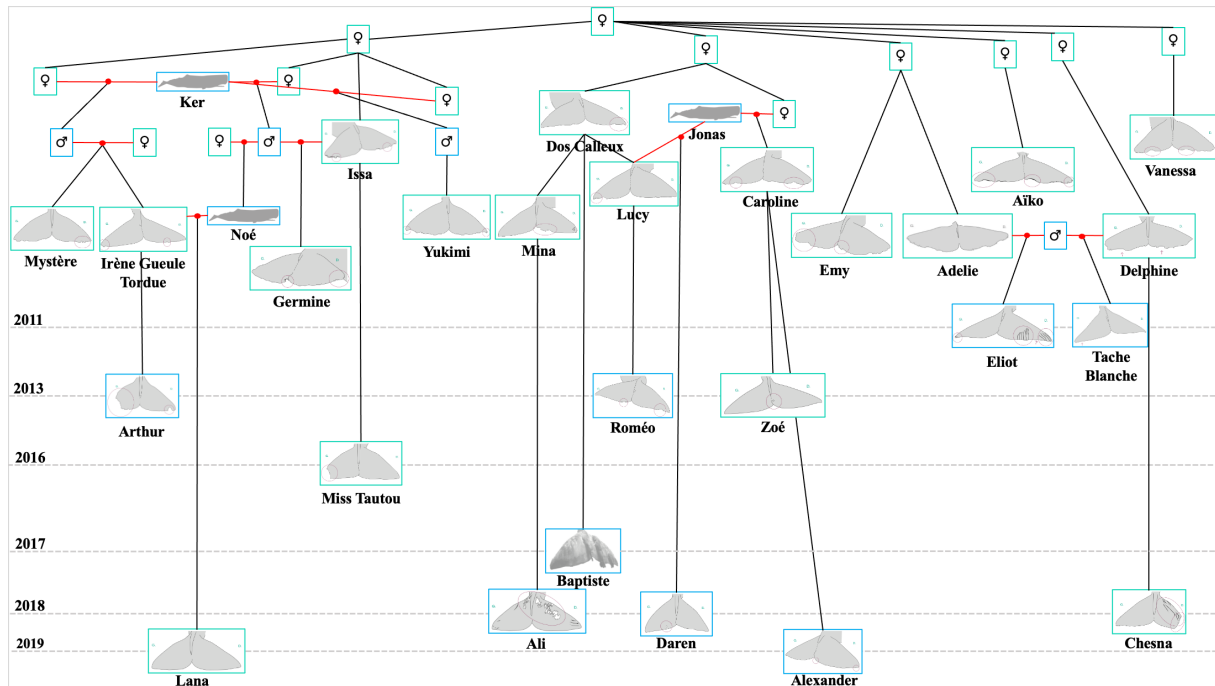 Ker
Jonas
Dos Calleux
Issa
Vanessa
Caroline
Aïko
Lucy
Noé
Yukimi
Mina
Mystère
Irène Gueule
Tordue
Emy
Adelie
Delphine
Germine
2011
Eliot
Tache
Blanche
2013
Arthur
Roméo
Zoé
2016
Miss Tautou
2017
Baptiste
2018
Ali
Daren
Chesna
2019
Lana
Alexander